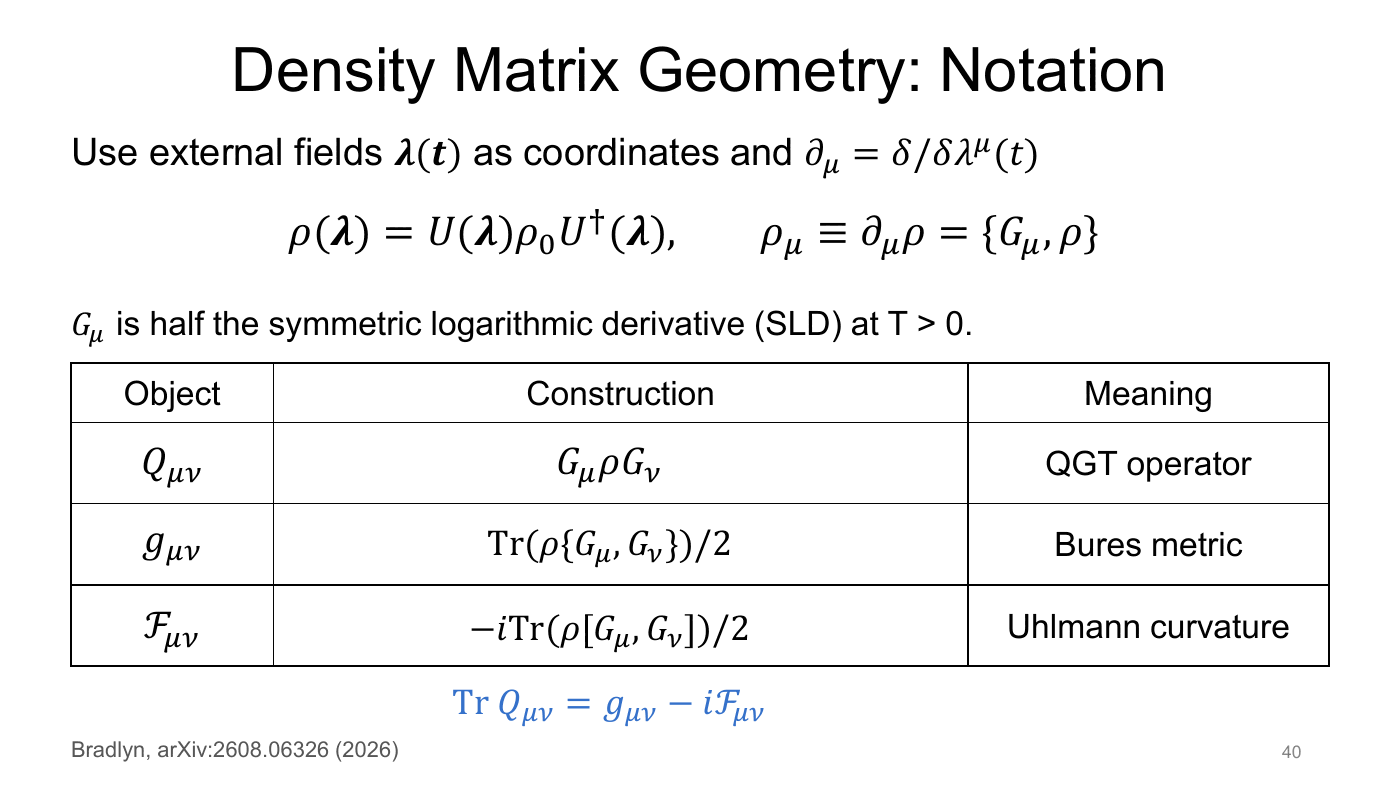 Density Matrix Geometry: Notation
Use external fields 𝝀(𝒕) as coordinates and ∂_μ = δ/δλ^μ(t)
ρ(𝝀) = U(𝝀)ρ₀U†(𝝀), ρ_μ ≡ ∂_μρ = {G_μ, ρ}
G_μ is half the symmetric logarithmic derivative (SLD) at T > 0.
Object Construction Meaning
Q_μν G_μρG_ν QGT operator
g_μν Tr(ρ{G_μ, G_ν})/2 Bures metric
ℱ_μν −iTr(ρ[G_μ, G_ν])/2 Uhlmann curvature
Tr Q_μν = g_μν − iℱ_μν
Bradlyn, arXiv:2608.06326 (2026)
40